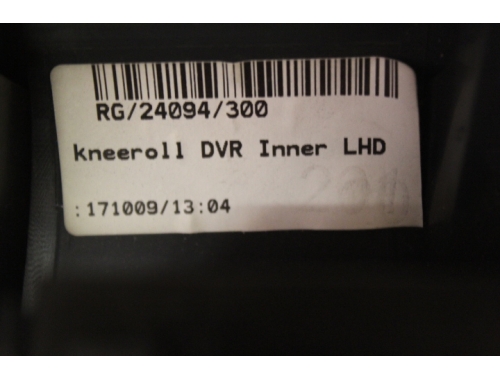 RG/24094/300
kneeroll DVR Inner LHD
:171009/13:04